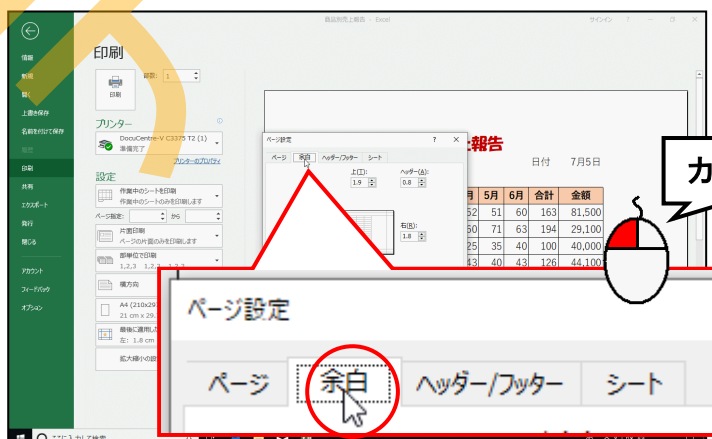 商品別売上報告 - Excel
サインイン
?
情報
新規
開く
上書き保存
名前を付けて保存
履歴
印刷
共有
エクスポート
発行
閉じる
アカウント
フィードバック
オプション
印刷
部数: 1
印刷
プリンター
DocuCentre-V C3375 T2 (1)
準備完了
プリンターのプロパティ
設定
作業中のシートを印刷
作業中のシートのみを印刷します
ページ指定: から
片面印刷
ページの片面のみを印刷します
部単位で印刷
1,2,3 1,2,3 1,2,3
横方向
A4 (210x297
21 cm x 29.
最後に適用した
左: 1.8 cm
拡大縮小の設
ページ設定
? ×
ページ 余白 ヘッダー/フッター シート
上(T): ヘッダー(A):
1.9 0.8
右(R):
1.8
上報告
日付 7月5日
月 5月 6月 合計 金額
52 51 60 163 81,500
60 71 63 194 29,100
25 35 40 100 40,000
43 40 43 126 44,100
カ
ページ設定
ページ 余白 ヘッダー/フッター シート
ここに入力して検索